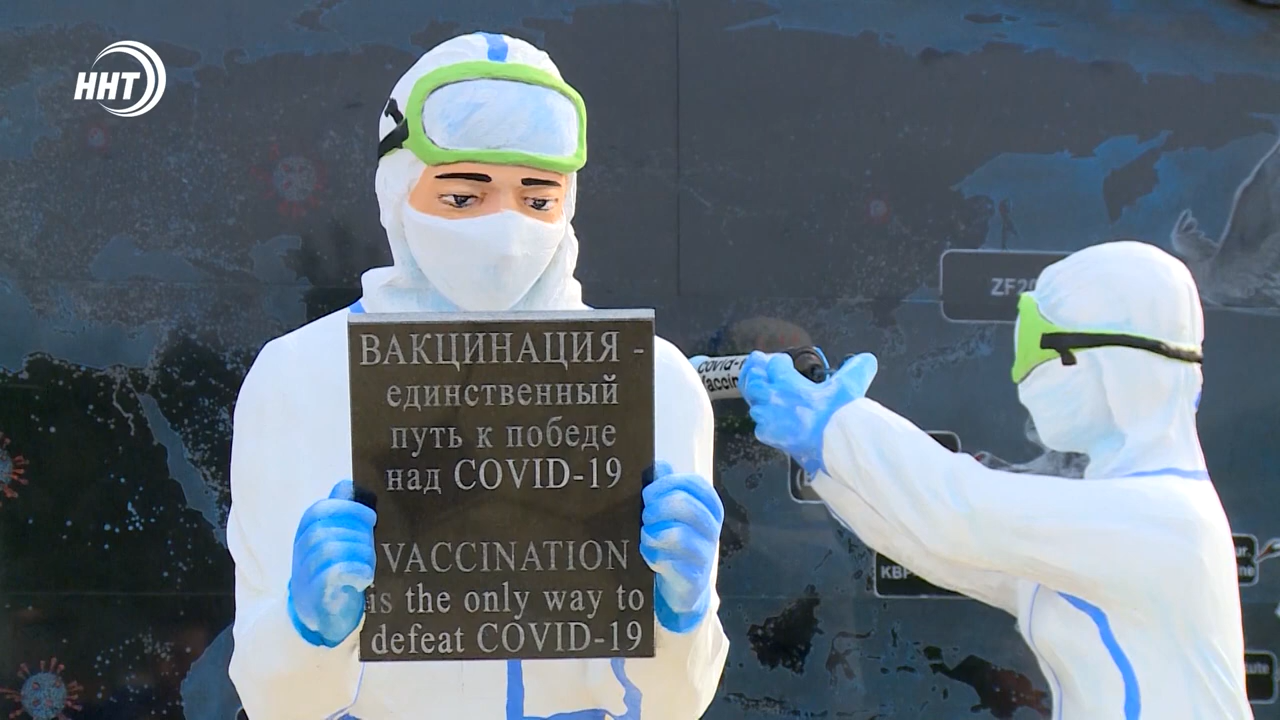 ННТ
ВАКЦИНАЦИЯ -
единственный
путь к победе
над COVID-19
VACCINATION
is the only way to
defeat COVID-19